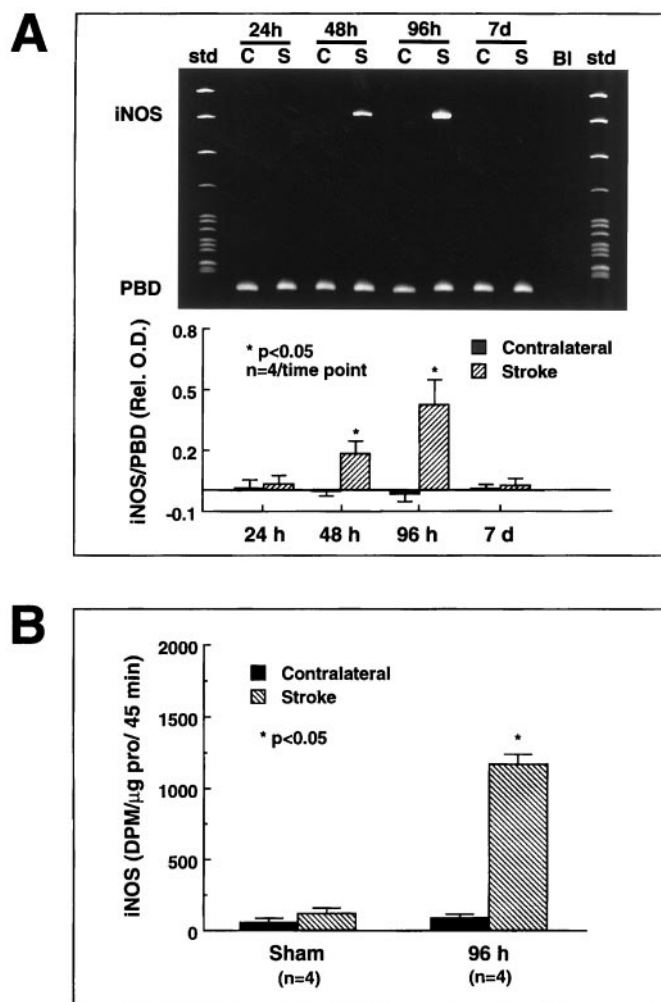 A
24h 48h 96h 7d
std C S C S C S C S Bl std
iNOS
PBD
iNOS/PBD (Rel. O.D.)
0.8
0.5
0.2
-0.1
* p<0.05
n=4/time point
Contralateral
Stroke
*
*
24 h 48 h 96 h 7 d
B
iNOS (DPM/µg pro/ 45 min)
2000
1500
1000
500
0
Contralateral
Stroke
* p<0.05
*
Sham 96 h
(n=4) (n=4)